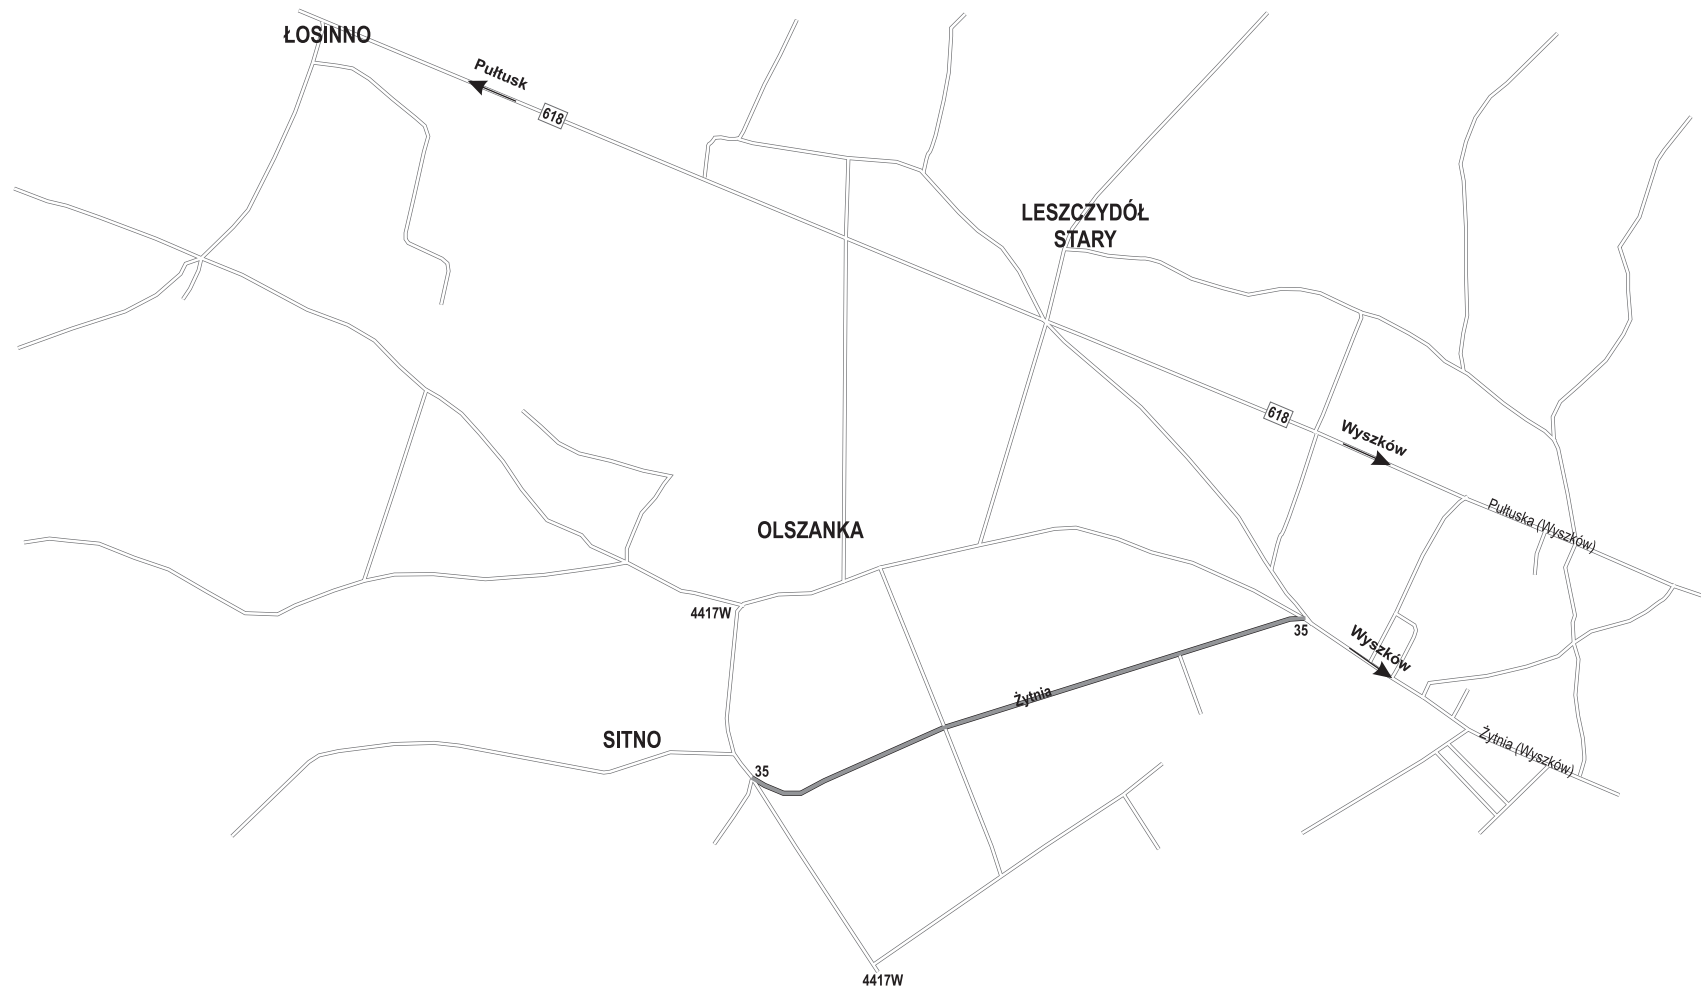 ŁOSINNO
Pułtusk
618
LESZCZYDÓŁ
STARY
618
Wyszków
Pułtuska (Wyszków)
OLSZANKA
4417W
35
Wyszków
Żytnia
SITNO
35
Żytnia (Wyszków)
4417W